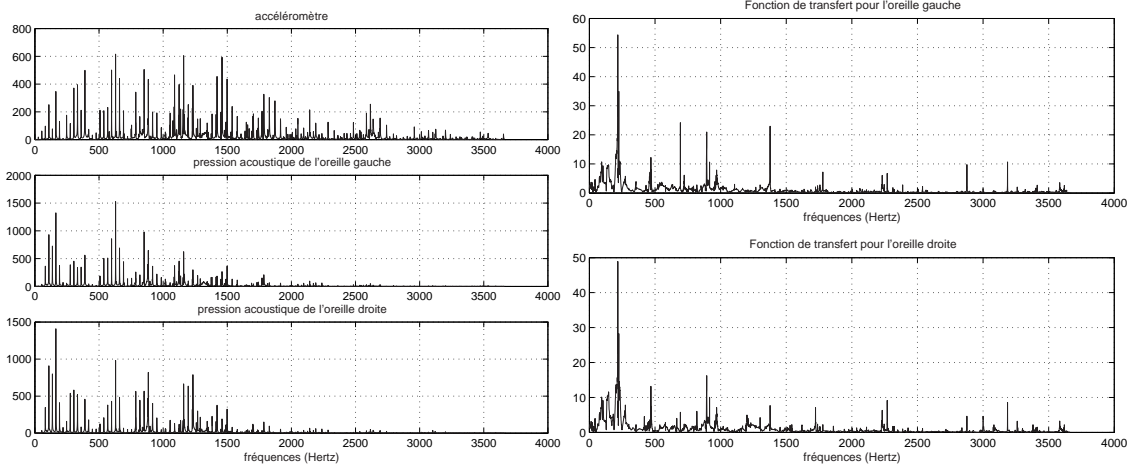 accéléromètre
800
600
400
200
0
0 500 1000 1500 2000 2500 3000 3500 4000
pression acoustique de l'oreille gauche
2000
1500
1000
500
0
0 500 1000 1500 2000 2500 3000 3500 4000
pression acoustique de l'oreille droite
1500
1000
500
0
0 500 1000 1500 2000 2500 3000 3500 4000
fréquences (Hertz)
Fonction de transfert pour l'oreille gauche
60
50
40
30
20
10
0
0 500 1000 1500 2000 2500 3000 3500 4000
fréquences (Hertz)
Fonction de transfert pour l'oreille droite
50
40
30
20
10
0
0 500 1000 1500 2000 2500 3000 3500 4000
fréquences (Hertz)